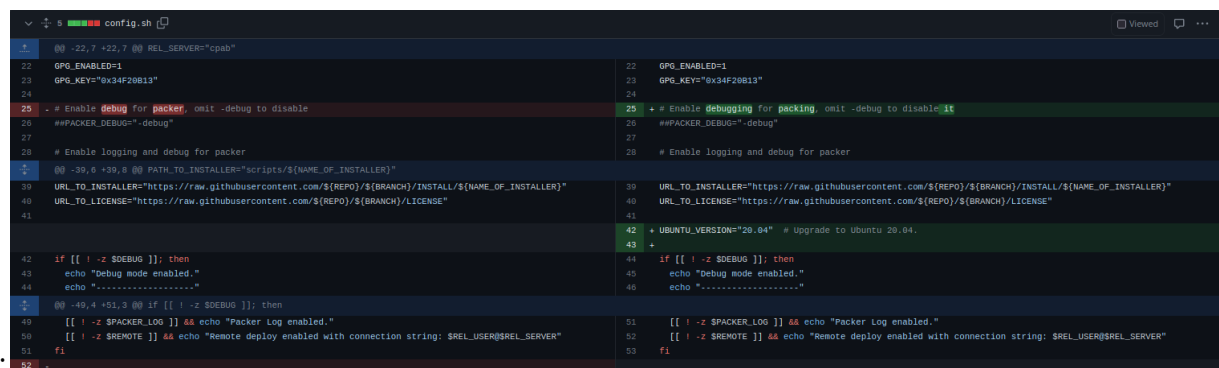 5 config.sh Viewed
@@ -22,7 +22,7 @@ REL_SERVER="cpab"
22 GPG_ENABLED=1
23 GPG_KEY="0x34F20B13"
24
25 - # Enable debug for packer, omit -debug to disable
26 ##PACKER_DEBUG="-debug"
27
28 # Enable logging and debug for packer
@@ -39,6 +39,8 @@ PATH_TO_INSTALLER="scripts/${NAME_OF_INSTALLER}"
39 URL_TO_INSTALLER="https://raw.githubusercontent.com/${REPO}/${BRANCH}/INSTALL/${NAME_OF_INSTALLER}"
40 URL_TO_LICENSE="https://raw.githubusercontent.com/${REPO}/${BRANCH}/LICENSE"
41
42 if [[ ! -z $DEBUG ]]; then
43 echo "Debug mode enabled."
44 echo "-------------------"
@@ -49,4 +51,3 @@ if [[ ! -z $DEBUG ]]; then
49 [[ ! -z $PACKER_LOG ]] && echo "Packer Log enabled."
50 [[ ! -z $REMOTE ]] && echo "Remote deploy enabled with connection string: $REL_USER@$REL_SERVER"
51 fi
52 -
22 GPG_ENABLED=1
23 GPG_KEY="0x34F20B13"
24
25 + # Enable debugging for packing, omit -debug to disable it
26 ##PACKER_DEBUG="-debug"
27
28 # Enable logging and debug for packer
39 URL_TO_INSTALLER="https://raw.githubusercontent.com/${REPO}/${BRANCH}/INSTALL/${NAME_OF_INSTALLER}"
40 URL_TO_LICENSE="https://raw.githubusercontent.com/${REPO}/${BRANCH}/LICENSE"
41
42 + UBUNTU_VERSION="20.04" # Upgrade to Ubuntu 20.04.
43 +
44 if [[ ! -z $DEBUG ]]; then
45 echo "Debug mode enabled."
46 echo "-------------------"
51 [[ ! -z $PACKER_LOG ]] && echo "Packer Log enabled."
52 [[ ! -z $REMOTE ]] && echo "Remote deploy enabled with connection string: $REL_USER@$REL_SERVER"
53 fi